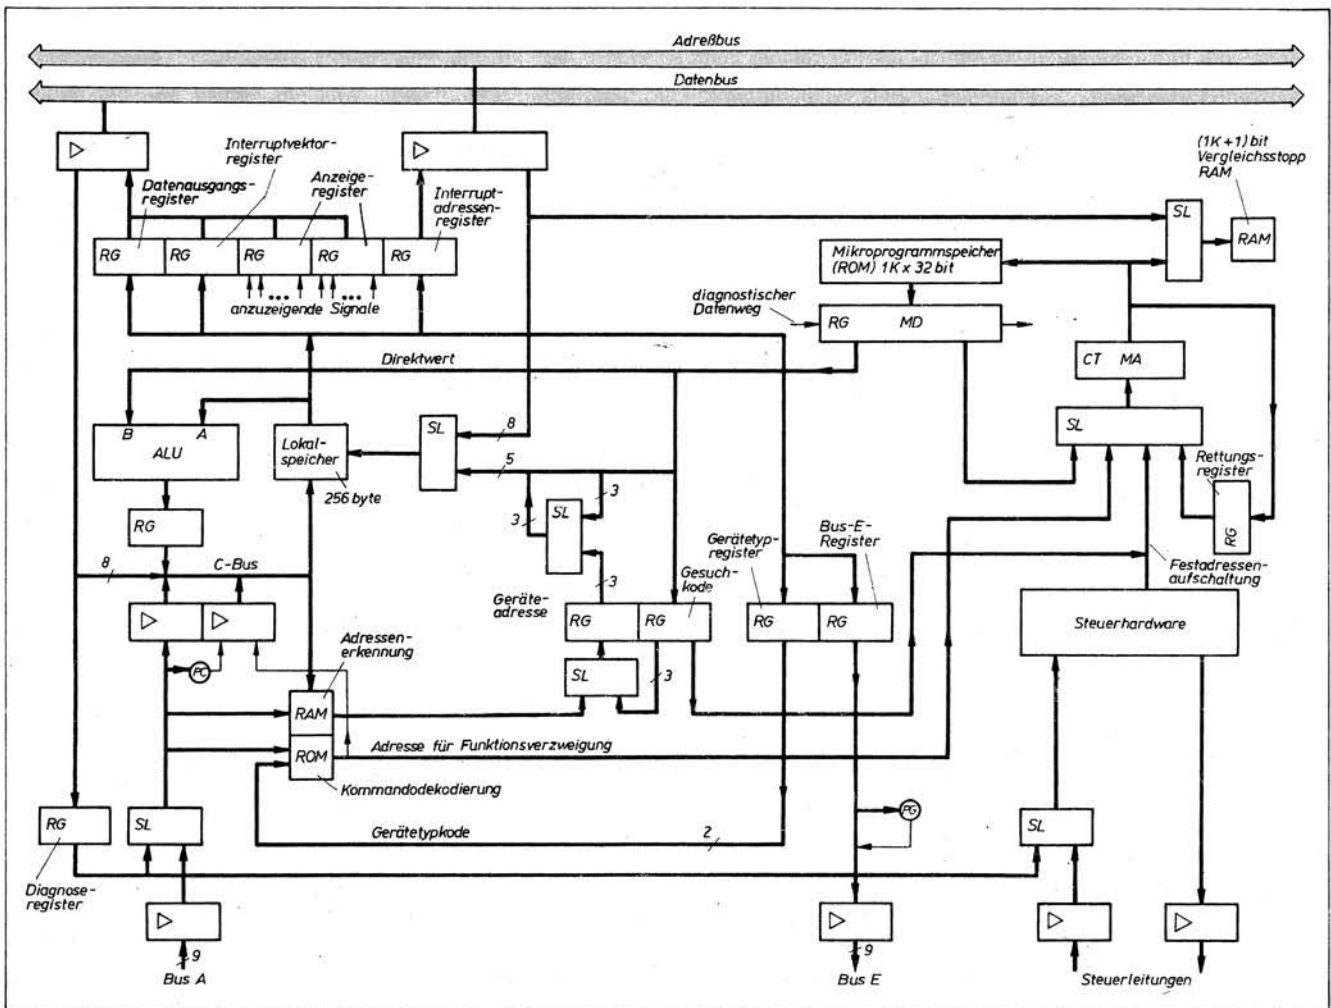 Adreßbus
Datenbus
Interruptvektor-
register
Datenausgangs-
register
Anzeige-
register
Interrupt-
adressen-
register
(1K+1) bit
Vergleichsstopp
RAM
SL
RAM
RG RG RG RG RG
anzuzeigende Signale
Mikroprogrammspeicher
(ROM) 1K x 32 bit
diagnostischer
Datenweg
RG MD
Direktwert
CT MA
B A
ALU
Lokal-
speicher
256 byte
SL
8
5
SL
Rettungs-
register
RG
3
3
SL
RG
8
C-Bus
3
Geräte-
adresse
Gesuch-
kode
Gerätetyp-
register
Bus-E-
Register
Festadressen-
aufschaltung
RG RG
RG RG
Steuerhardware
PC
Adressen-
erkennung
SL
3
RAM
ROM
Adresse für Funktionsverzweigung
Kommandodekodierung
PG
RG
SL
Gerätetypkode
2
SL
Diagnose-
register
9
Bus A
9
Bus E
Steuerleitungen